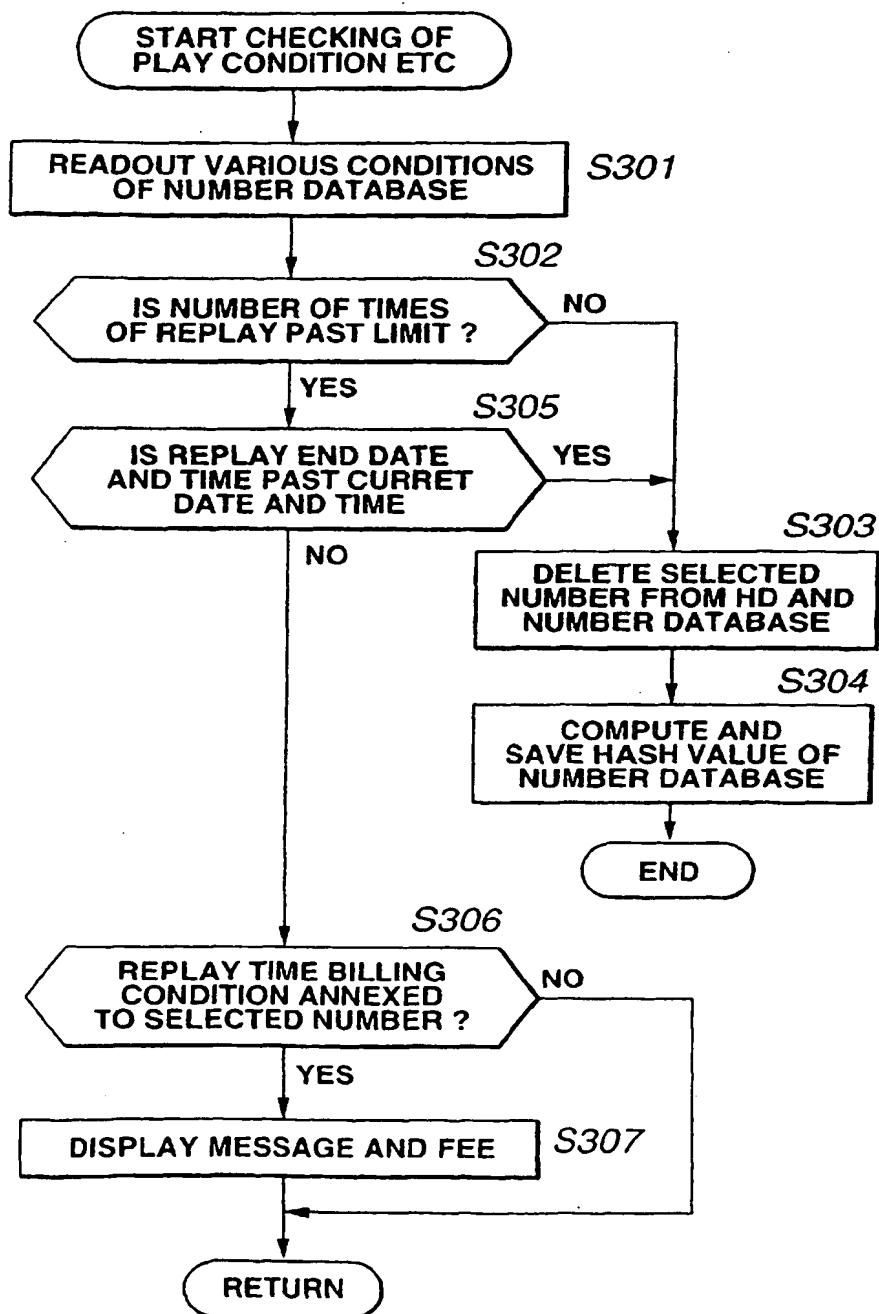 START CHECKING OF
PLAY CONDITION ETC
READOUT VARIOUS CONDITIONS
OF NUMBER DATABASE
S301
S302
IS NUMBER OF TIMES
OF REPLAY PAST LIMIT ?
NO
YES
S305
IS REPLAY END DATE
AND TIME PAST CURRET
DATE AND TIME
YES
NO
S303
DELETE SELECTED
NUMBER FROM HD AND
NUMBER DATABASE
S304
COMPUTE AND
SAVE HASH VALUE OF
NUMBER DATABASE
END
S306
REPLAY TIME BILLING
CONDITION ANNEXED
TO SELECTED NUMBER ?
NO
YES
DISPLAY MESSAGE AND FEE
S307
RETURN